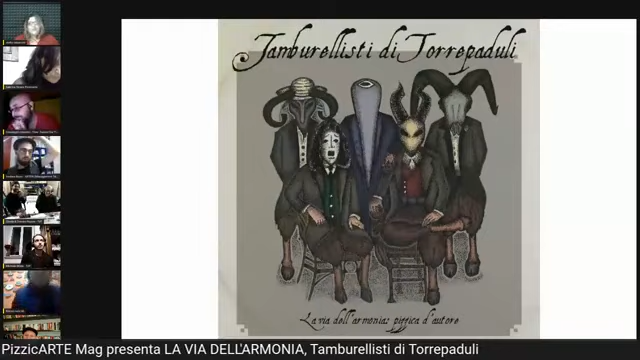 Tamburellisti di Torrepaduli
La via dell'armonia: pizzica d'autore
PizzicARTE Mag presenta LA VIA DELL'ARMONIA, Tamburellisti di Torrepaduli